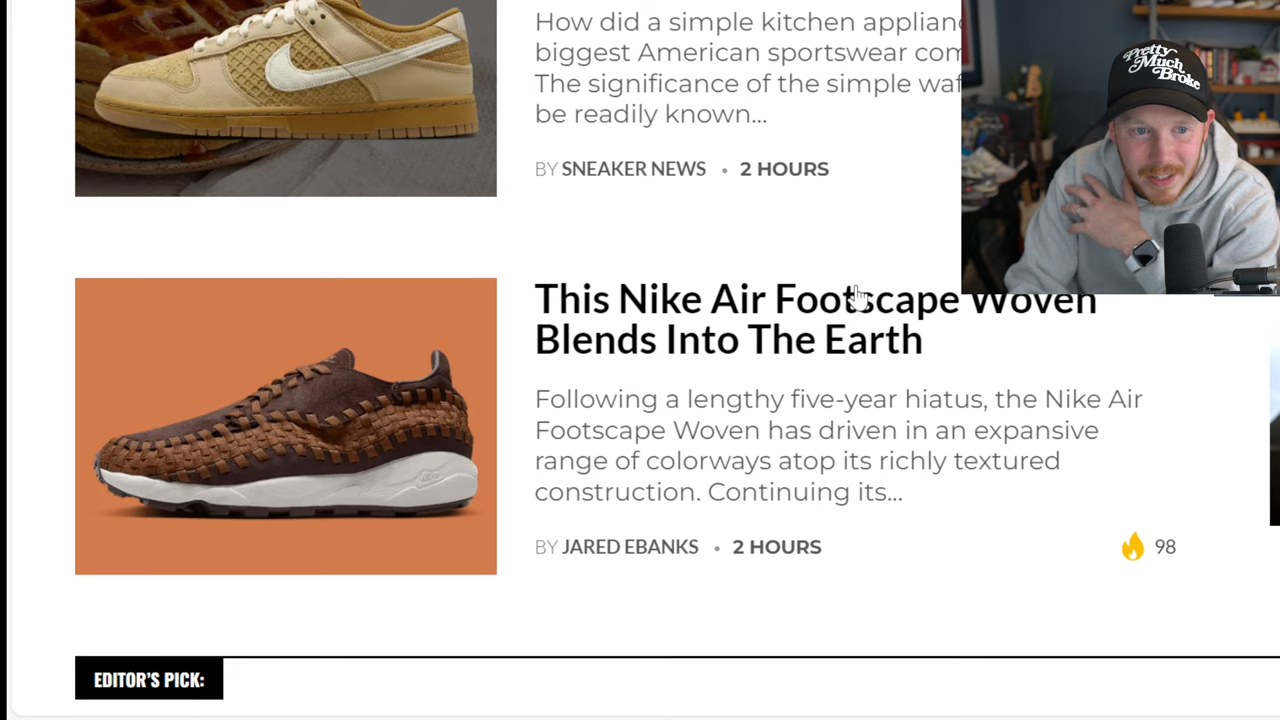 How did a simple kitchen applianc
biggest American sportswear com
The significance of the simple waf
be readily known...
BY SNEAKER NEWS • 2 HOURS
Pretty
Much
Broke
This Nike Air Footscape Woven
Blends Into The Earth
Following a lengthy five-year hiatus, the Nike Air
Footscape Woven has driven in an expansive
range of colorways atop its richly textured
construction. Continuing its...
BY JARED EBANKS • 2 HOURS
98
EDITOR'S PICK: